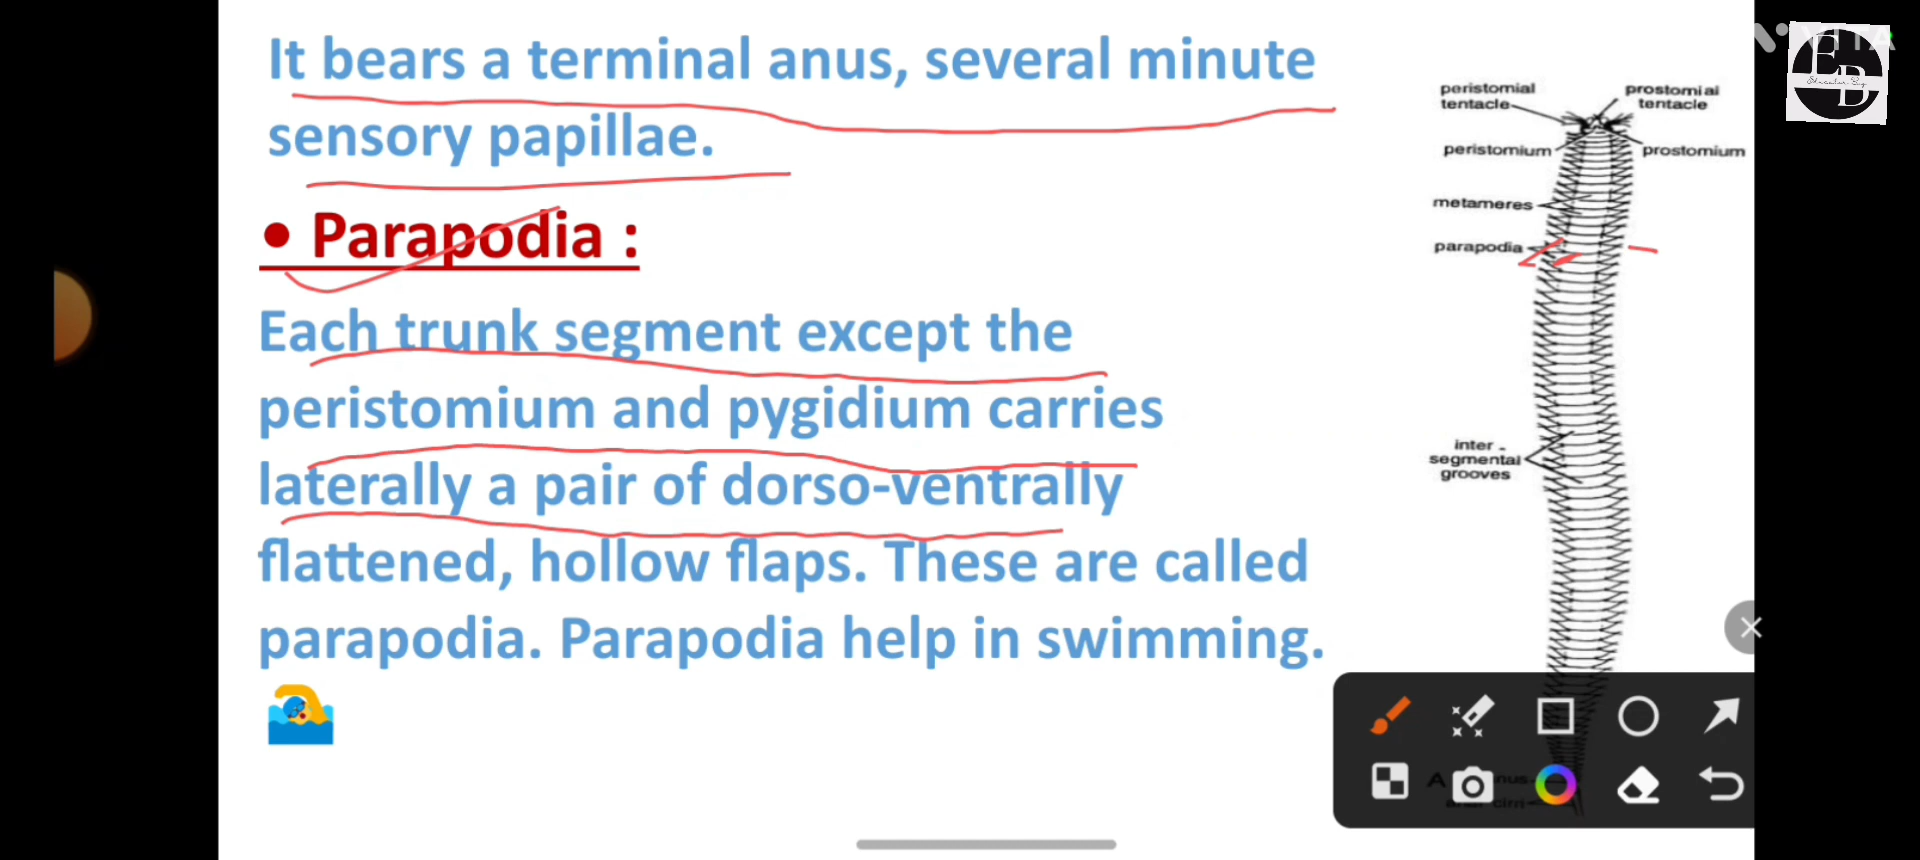 It bears a terminal anus, several minute
sensory papillae.
• Parapodia :
Each trunk segment except the
peristomium and pygidium carries
laterally a pair of dorso-ventrally
flattened, hollow flaps. These are called
parapodia. Parapodia help in swimming.
peristomial
tentacle
prostomial
tentacle
peristomium
prostomium
metameres
parapodia
inter -
segmental
grooves
cirri
VITA
E
D